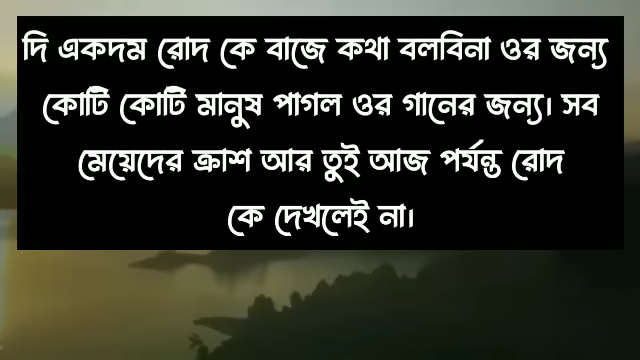 দি একদম রোদ কে বাজে কথা বলবিনা ওর জন্য
কোটি কোটি মানুষ পাগল ওর গানের জন্য। সব
মেয়েদের ক্রাশ আর তুই আজ পর্যন্ত রোদ
কে দেখলেই না।